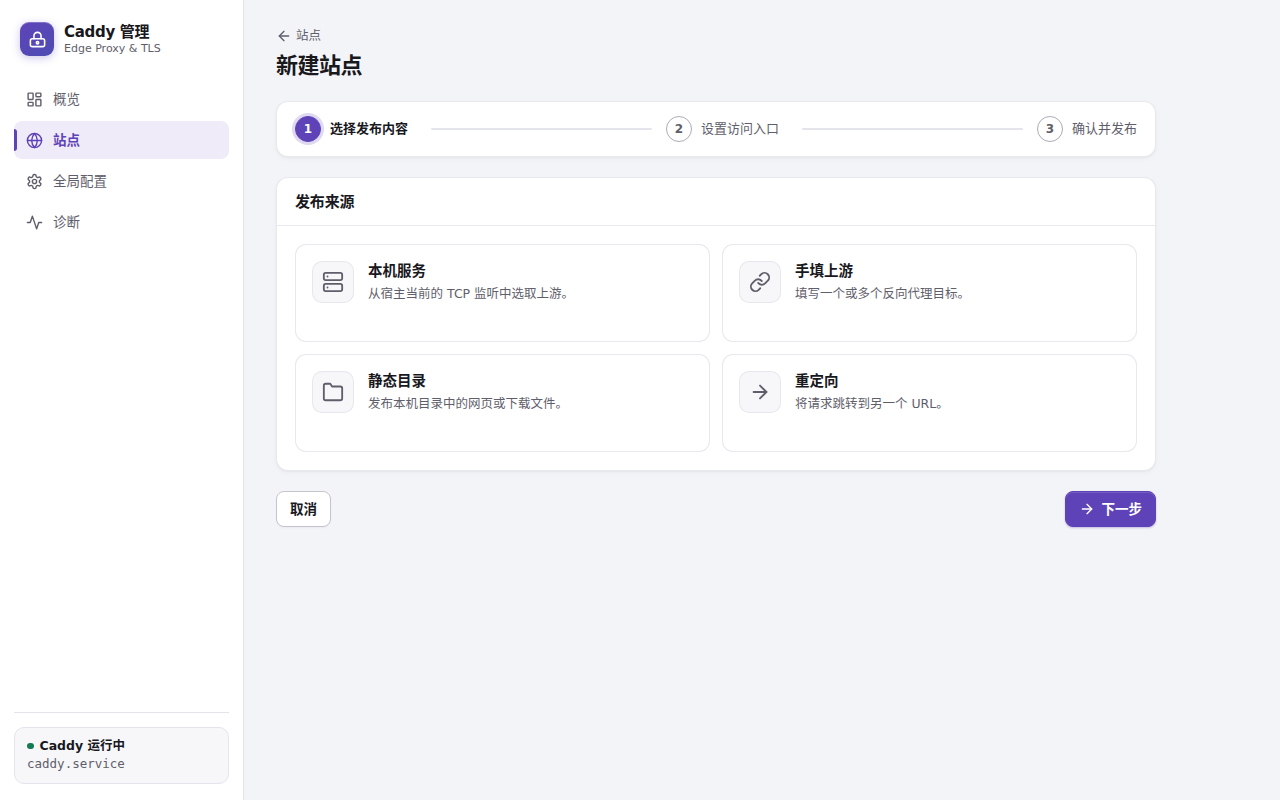 Caddy 管理
Edge Proxy & TLS
概览
站点
全局配置
诊断
Caddy 运行中
caddy.service
站点
新建站点
1 选择发布内容
2 设置访问入口
3 确认并发布
发布来源
本机服务
从宿主当前的 TCP 监听中选取上游。
手填上游
填写一个或多个反向代理目标。
静态目录
发布本机目录中的网页或下载文件。
重定向
将请求跳转到另一个 URL。
取消
下一步